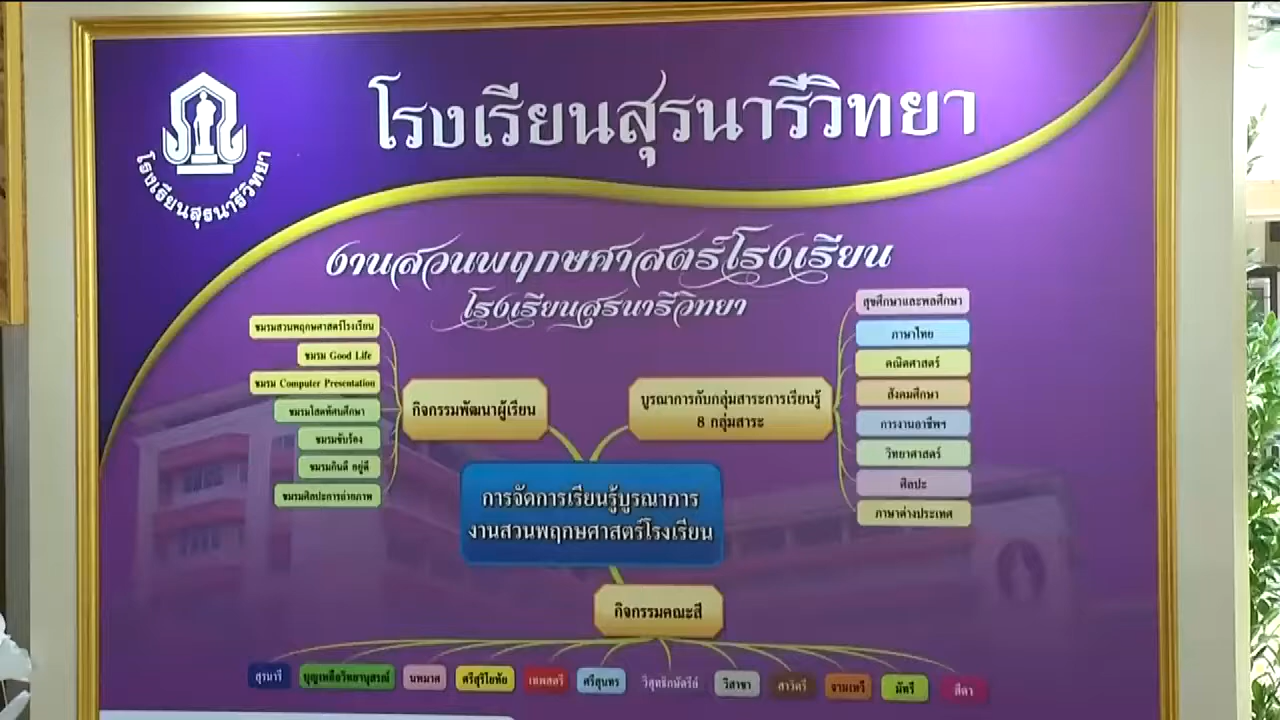 โรงเรียนสุรนารีวิทยา
โรงเรียนสุรนารีวิทยา
งานสวนพฤกษศาสตร์โรงเรียน
โรงเรียนสุรนารีวิทยา
ชมรมสวนพฤกษศาสตร์โรงเรียน
ชมรม Good Life
ชมรม Computer Presentation
ชมรมโสตทัศนศึกษา
ชมรมขับร้อง
ชมรมกินดี อยู่ดี
ชมรมศิลปะการถ่ายภาพ
กิจกรรมพัฒนาผู้เรียน
บูรณาการกับกลุ่มสาระการเรียนรู้
8 กลุ่มสาระ
สุขศึกษาและพลศึกษา
ภาษาไทย
คณิตศาสตร์
สังคมศึกษา
การงานอาชีพฯ
วิทยาศาสตร์
ศิลปะ
ภาษาต่างประเทศ
การจัดการเรียนรู้บูรณาการ
งานสวนพฤกษศาสตร์โรงเรียน
กิจกรรมคณะสี
สุรนารี
บุญเหลือวิทยานุสรณ์
นพมาศ
ศรีสุริโยทัย
เทพสตรี
ศรีสุนทร
วิสุทธิกษัตรีย์
วิสาขา
สาวิตรี
จามเทวี
มัทรี
สีดา